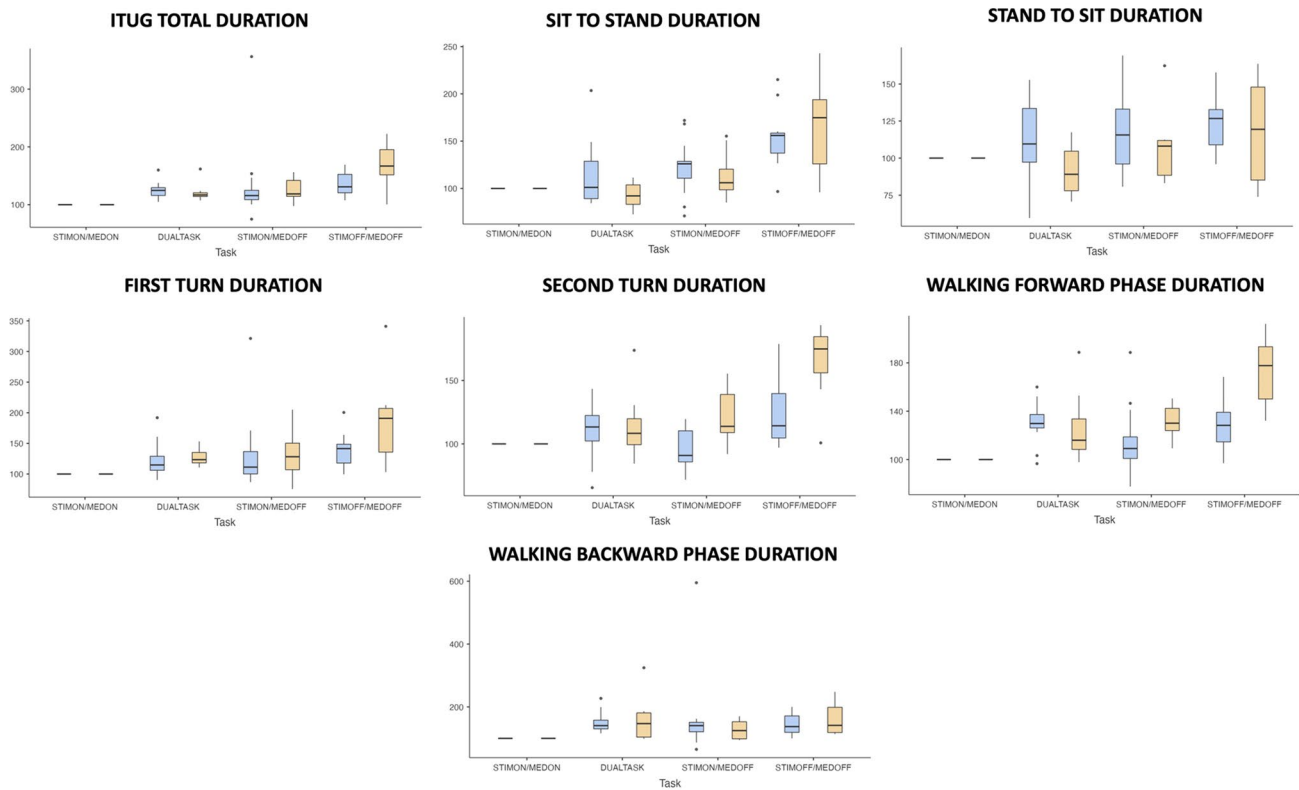 ITUG TOTAL DURATION
300
200
100
STIMON/MEDON DUALTASK STIMON/MEDOFF STIMOFF/MEDOFF
Task
SIT TO STAND DURATION
250
200
150
100
STIMON/MEDON DUALTASK STIMON/MEDOFF STIMOFF/MEDOFF
Task
STAND TO SIT DURATION
150
125
100
75
STIMON/MEDON DUALTASK STIMON/MEDOFF STIMOFF/MEDOFF
Task
FIRST TURN DURATION
350
300
250
200
150
100
STIMON/MEDON DUALTASK STIMON/MEDOFF STIMOFF/MEDOFF
Task
SECOND TURN DURATION
150
100
STIMON/MEDON DUALTASK STIMON/MEDOFF STIMOFF/MEDOFF
Task
WALKING FORWARD PHASE DURATION
180
140
100
STIMON/MEDON DUALTASK STIMON/MEDOFF STIMOFF/MEDOFF
Task
WALKING BACKWARD PHASE DURATION
600
400
200
STIMON/MEDON DUALTASK STIMON/MEDOFF STIMOFF/MEDOFF
Task